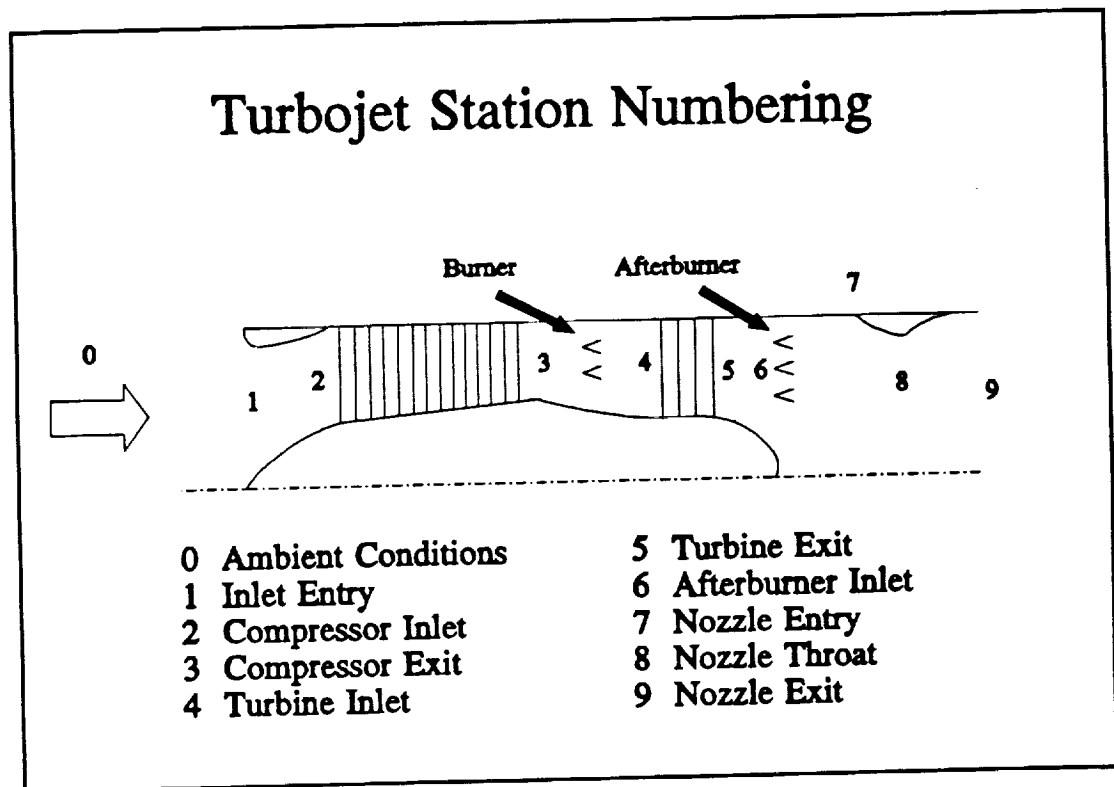 Turbojet Station Numbering
Burner
Afterburner
7
0
1
2
3
4
5
6
8
9
0 Ambient Conditions
1 Inlet Entry
2 Compressor Inlet
3 Compressor Exit
4 Turbine Inlet
5 Turbine Exit
6 Afterburner Inlet
7 Nozzle Entry
8 Nozzle Throat
9 Nozzle Exit